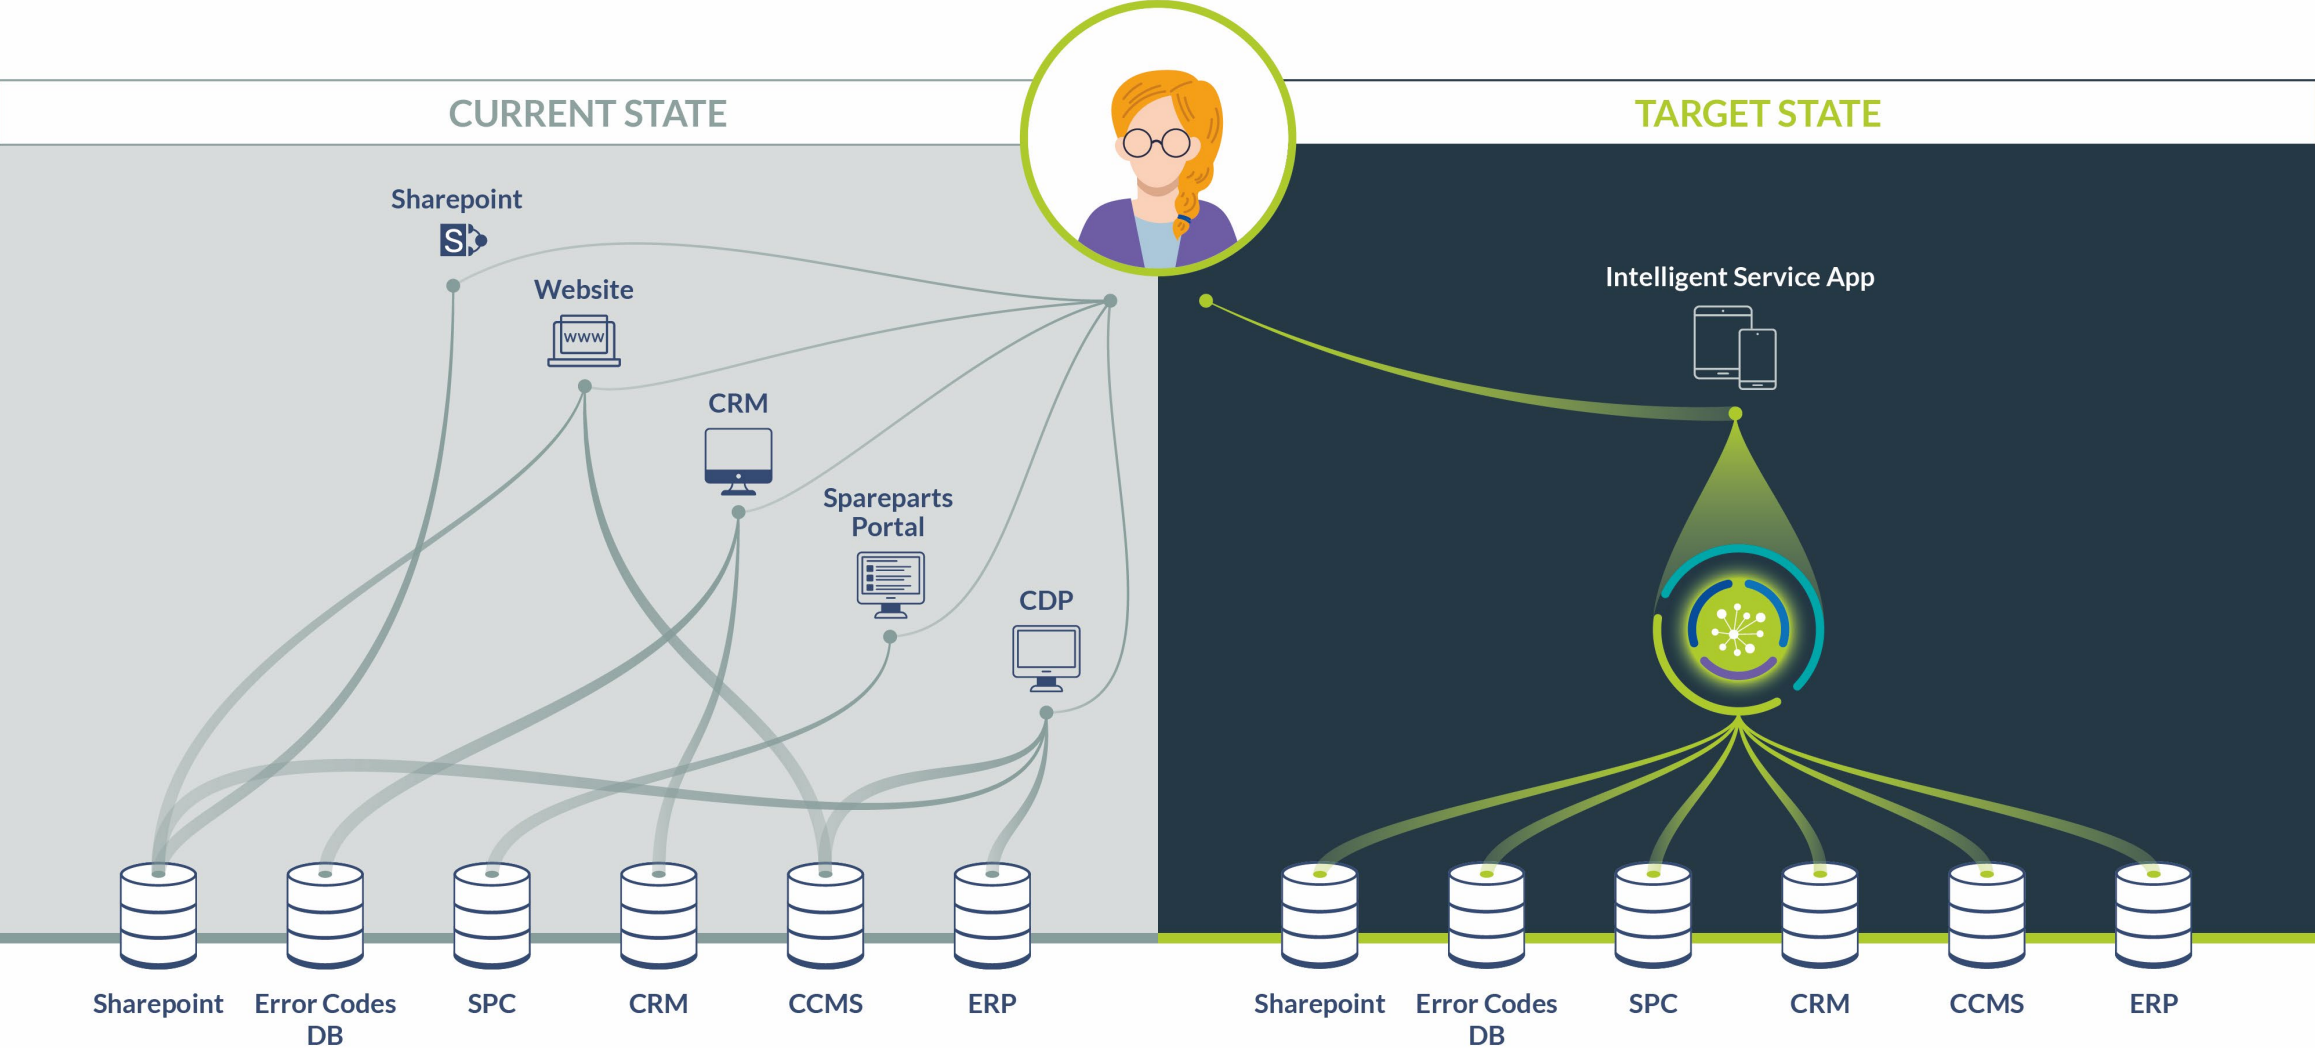 CURRENT STATE
TARGET STATE
Sharepoint
S
Website
www
CRM
Spareparts
Portal
CDP
Intelligent Service App
Sharepoint
Error Codes
DB
SPC
CRM
CCMS
ERP
Sharepoint
Error Codes
DB
SPC
CRM
CCMS
ERP